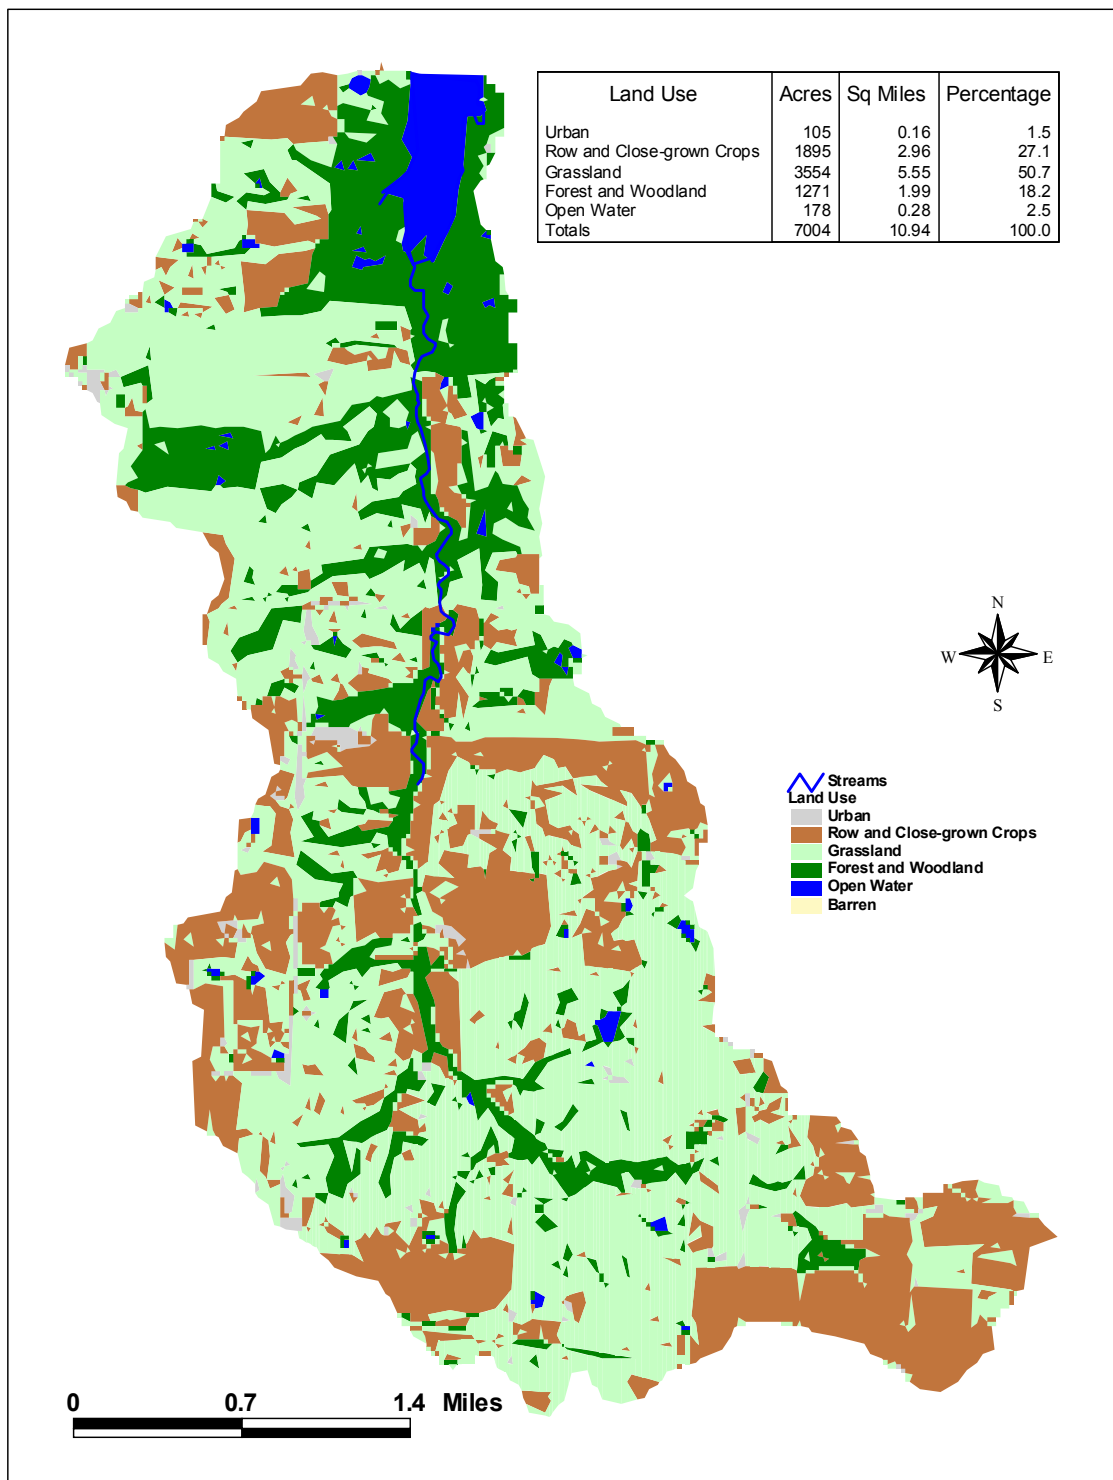 Land Use Acres Sq Miles Percentage
Urban 105 0.16 1.5
Row and Close-grown Crops 1895 2.96 27.1
Grassland 3554 5.55 50.7
Forest and Woodland 1271 1.99 18.2
Open Water 178 0.28 2.5
Totals 7004 10.94 100.0
N
W E
S
Streams
Land Use
Urban
Row and Close-grown Crops
Grassland
Forest and Woodland
Open Water
Barren
0 0.7 1.4 Miles